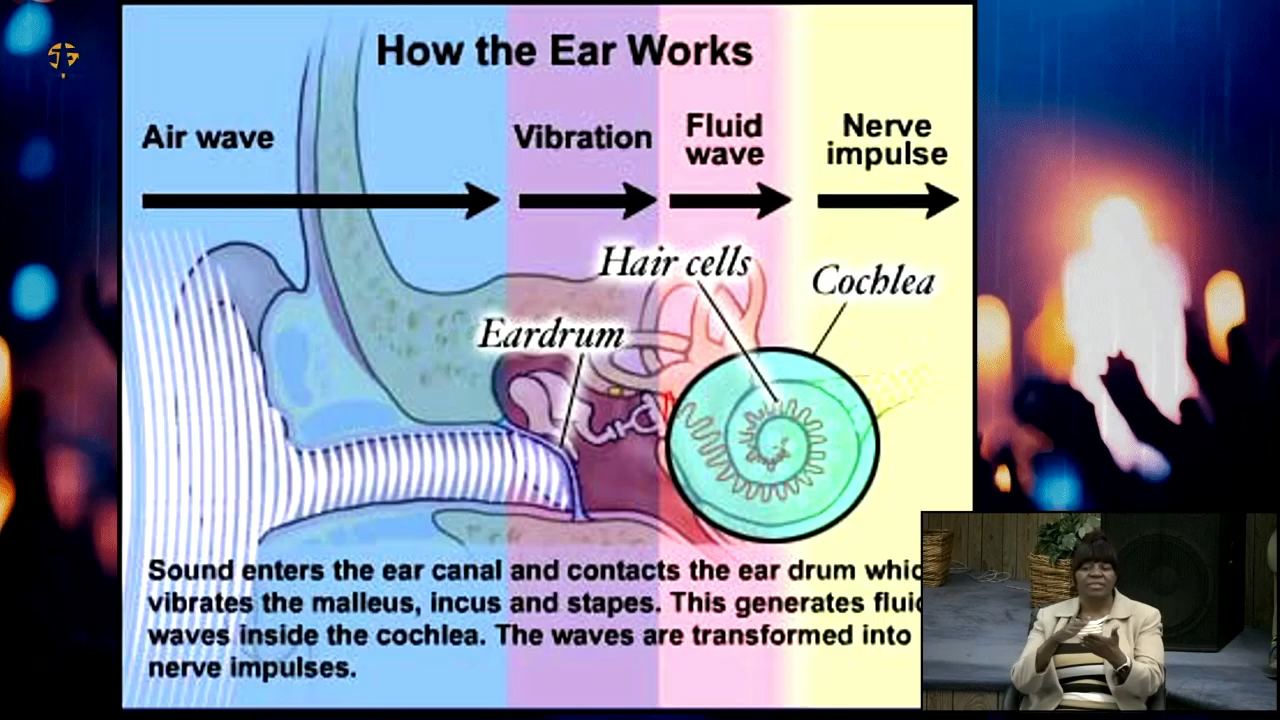 How the Ear Works
Air wave
Vibration
Fluid
wave
Nerve
impulse
Hair cells
Cochlea
Eardrum
Sound enters the ear canal and contacts the ear drum whic
vibrates the malleus, incus and stapes. This generates fluid
waves inside the cochlea. The waves are transformed into
nerve impulses.